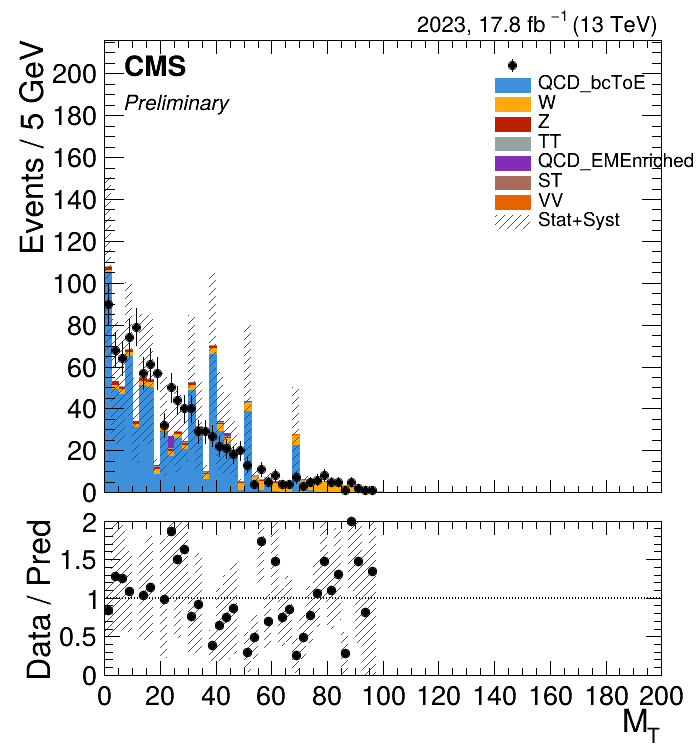 2023, 17.8 fb⁻¹ (13 TeV)
CMS
Preliminary
QCD_bcToE
W
Z
TT
QCD_EMEnriched
ST
VV
Stat+Syst
Events / 5 GeV
200
180
160
140
120
100
80
60
40
20
0
Data / Pred
2
1.5
1
0.5
0
0 20 40 60 80 100 120 140 160 180 200
M_T